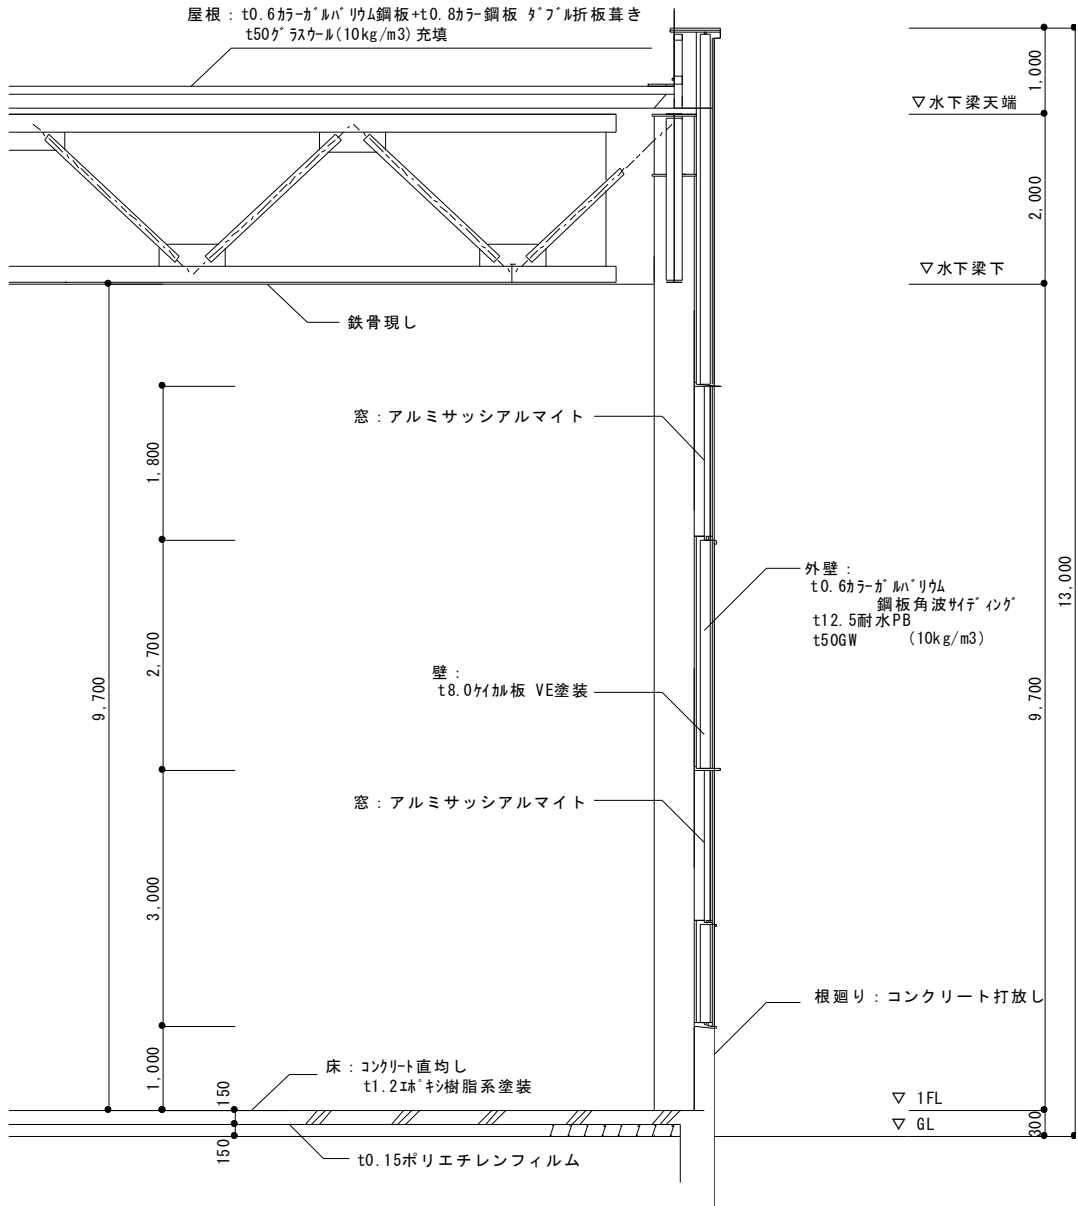 屋根：t0.6ｶﾗｰｶﾞﾙﾊﾞﾘｳﾑ鋼板+t0.8ｶﾗｰ鋼板 ﾀﾞﾌﾞﾙ折板葺き
t50ｸﾞﾗｽｳｰﾙ(10kg/m3)充填
1,000
▽水下梁天端
2,000
▽水下梁下
鉄骨現し
窓：アルミサッシアルマイト
1,800
外壁：
t0.6ｶﾗｰｶﾞﾙﾊﾞﾘｳﾑ
鋼板角波ｻｲﾃﾞｨﾝｸﾞ
t12.5耐水PB
t50GW (10kg/m3)
13,000
2,700
9,700
壁：
t8.0ｹｲｶﾙ板 VE塗装
9,700
窓：アルミサッシアルマイト
3,000
根廻り：コンクリート打放し
1,000
床：ｺﾝｸﾘｰﾄ直均し
t1.2ｴﾎﾟｷｼ樹脂系塗装
150
▽ 1FL
▽ GL
300
150
t0.15ポリエチレンフィルム